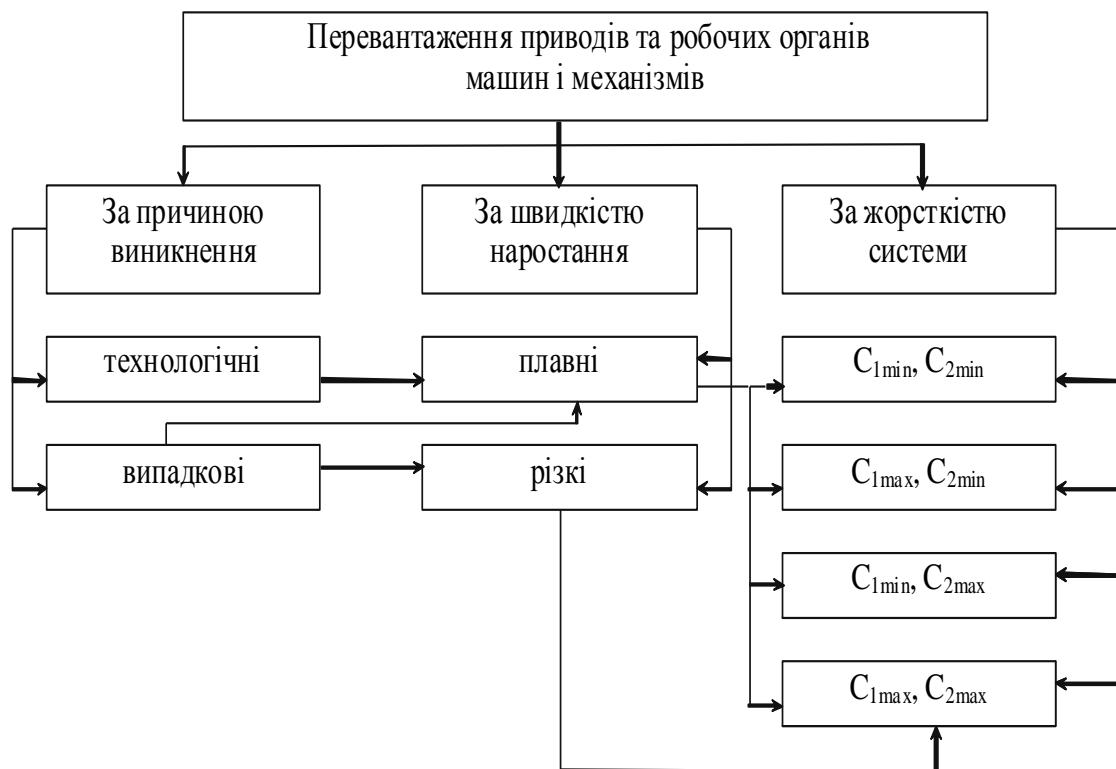 Перевантаження приводів та робочих органів
машин і механізмів
За причиною
виникнення
За швидкістю
наростання
За жорсткістю
системи
технологічні
плавні
C1min, C2min
випадкові
різкі
C1max, C2min
C1min, C2max
C1max, C2max